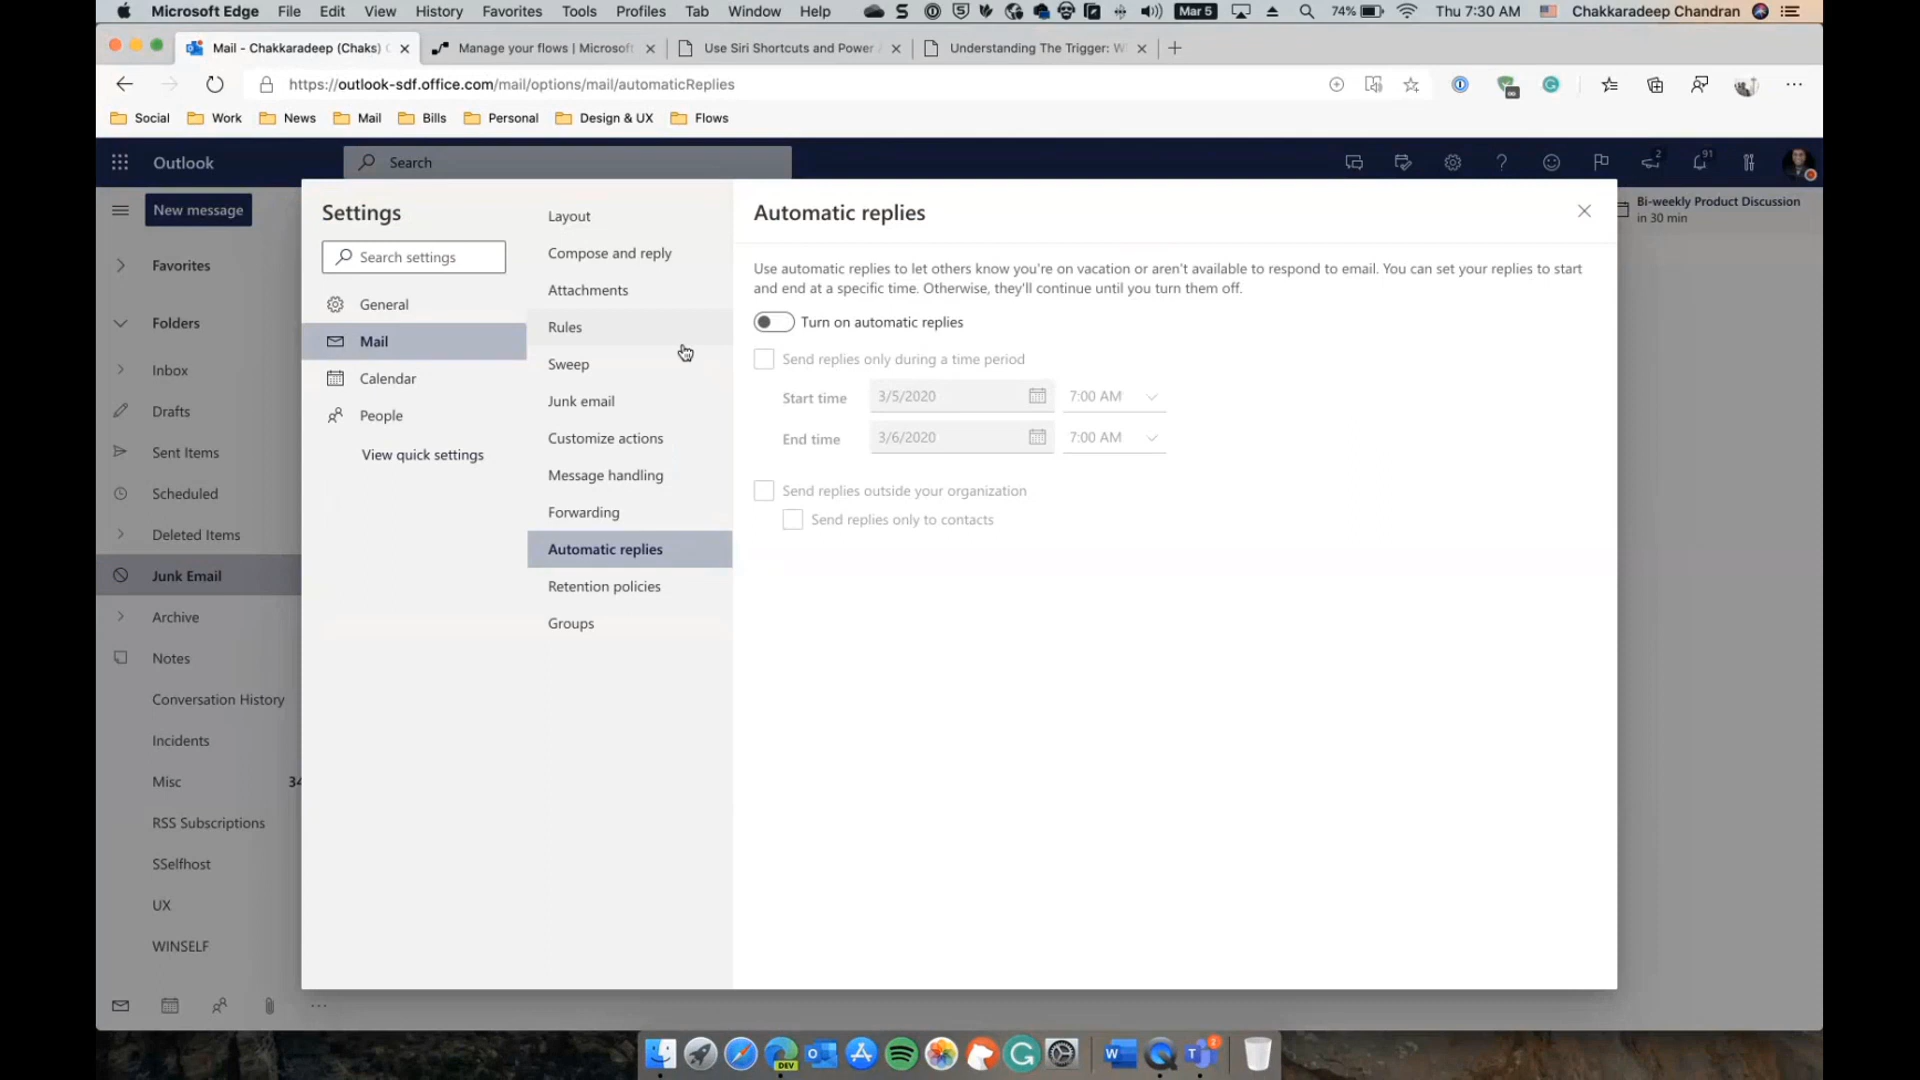 Microsoft Edge File Edit View History Favorites Tools Profiles Tab Window Help Mar 5 74% Thu 7:30 AM Chakkaradeep Chandran
Mail - Chakkaradeep (Chaks) Manage your flows | Microsoft Use Siri Shortcuts and Power Understanding The Trigger: W
https://outlook-sdf.office.com/mail/options/mail/automaticReplies
Social Work News Mail Bills Personal Design & UX Flows
Outlook Search 2 91
New message
Favorites
Folders
Inbox
Drafts
Sent Items
Scheduled
Deleted Items
Junk Email
Archive
Notes
Conversation History
Incidents
Misc 34
RSS Subscriptions
SSelfhost
UX
WINSELF
Settings
Search settings
General
Mail
Calendar
People
View quick settings
Layout
Compose and reply
Attachments
Rules
Sweep
Junk email
Customize actions
Message handling
Forwarding
Automatic replies
Retention policies
Groups
Automatic replies
Use automatic replies to let others know you're on vacation or aren't available to respond to email. You can set your replies to start
and end at a specific time. Otherwise, they'll continue until you turn them off.
Turn on automatic replies
Send replies only during a time period
Start time 3/5/2020 7:00 AM
End time 3/6/2020 7:00 AM
Send replies outside your organization
Send replies only to contacts
Bi-weekly Product Discussion
in 30 min
DEV W 2